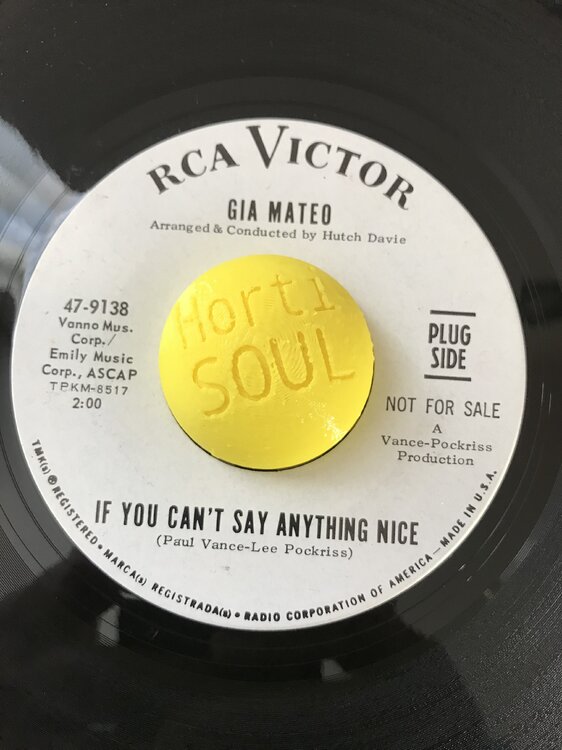 RCA VICTOR
GIA MATEO
Arranged & Conducted by Hutch Davie
47-9138
Vanno Mus.
Corp./
Emily Music
Corp., ASCAP
TPKM-8517
2:00
Horti
SOUL
PLUG
SIDE
NOT FOR SALE
A
Vance-Pockriss
Production
IF YOU CAN'T SAY ANYTHING NICE
(Paul Vance-Lee Pockriss)
TMK(s) ® REGISTERED • MARCA(s) REGISTRADA(s) • RADIO CORPORATION OF AMERICA — MADE IN U.S.A.